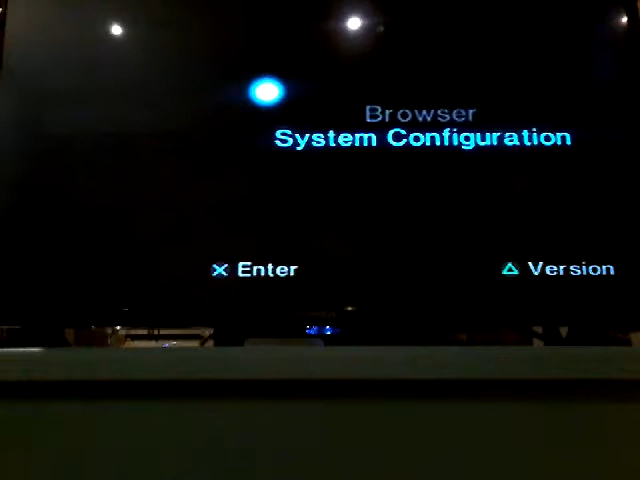 Browser
System Configuration
✕ Enter
△ Version